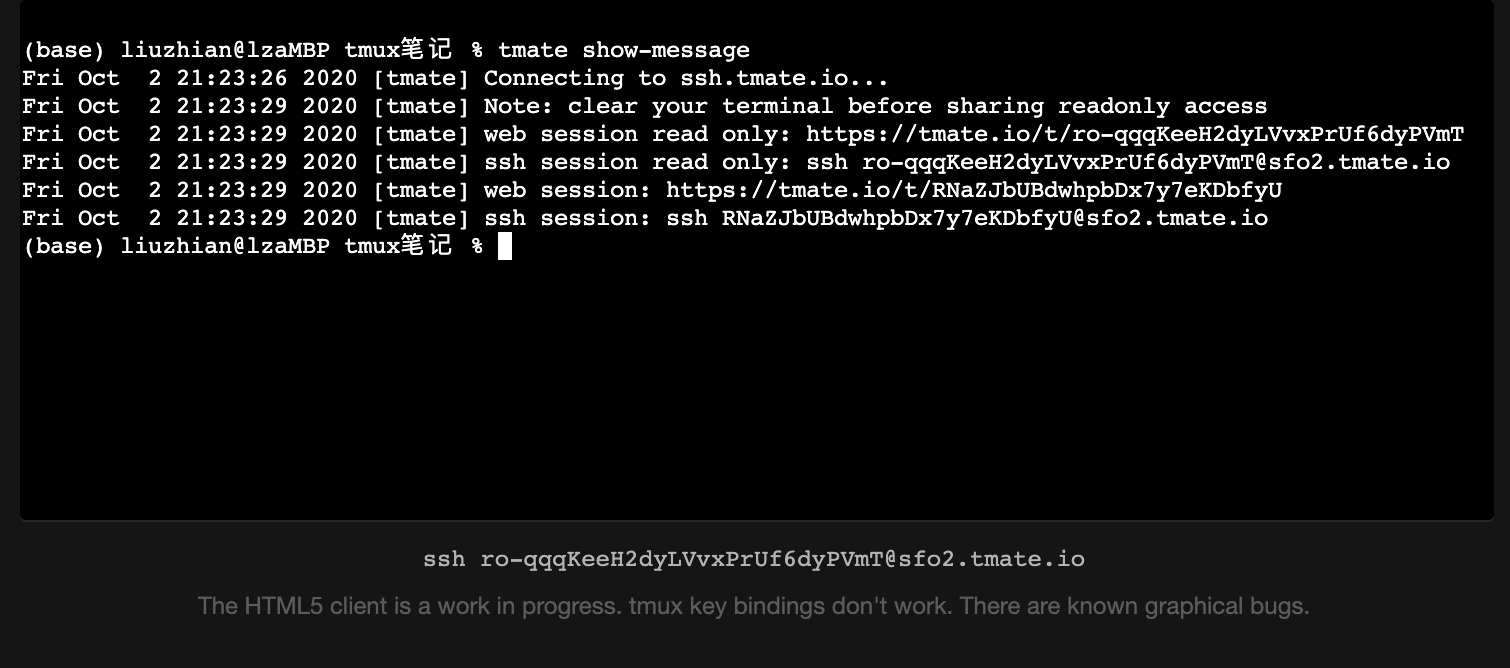 (base) liuzhian@lzaMBP tmux笔记 % tmate show-message
Fri Oct  2 21:23:26 2020 [tmate] Connecting to ssh.tmate.io...
Fri Oct  2 21:23:29 2020 [tmate] Note: clear your terminal before sharing readonly access
Fri Oct  2 21:23:29 2020 [tmate] web session read only: https://tmate.io/t/ro-qqqKeeH2dyLVvxPrUf6dyPVmT
Fri Oct  2 21:23:29 2020 [tmate] ssh session read only: ssh ro-qqqKeeH2dyLVvxPrUf6dyPVmT@sfo2.tmate.io
Fri Oct  2 21:23:29 2020 [tmate] web session: https://tmate.io/t/RNaZJbUBdwhpbDx7y7eKDbfyU
Fri Oct  2 21:23:29 2020 [tmate] ssh session: ssh RNaZJbUBdwhpbDx7y7eKDbfyU@sfo2.tmate.io
(base) liuzhian@lzaMBP tmux笔记 %
ssh ro-qqqKeeH2dyLVvxPrUf6dyPVmT@sfo2.tmate.io
The HTML5 client is a work in progress. tmux key bindings don't work. There are known graphical bugs.